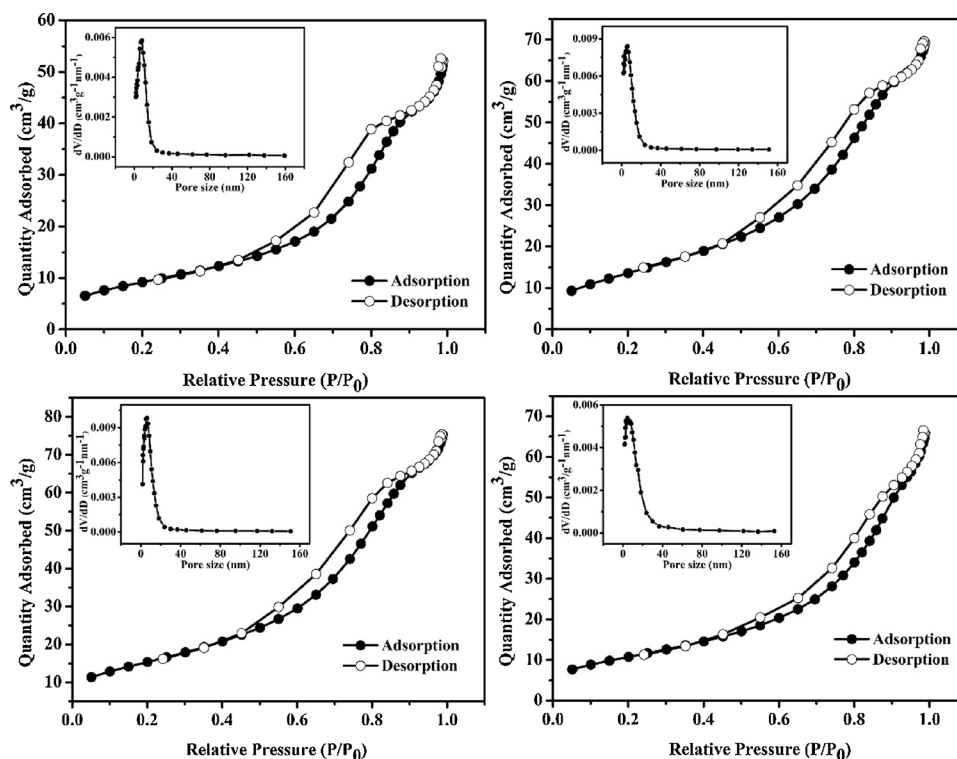 60
50
40
30
20
10
0
Quantity Adsorbed (cm³/g)
0.0 0.2 0.4 0.6 0.8 1.0
Relative Pressure (P/P₀)
Adsorption
Desorption
0.006
0.004
0.002
0.000
dV/dD (cm³g⁻¹nm⁻¹)
0 40 80 120 160
Pore size (nm)
70
60
50
40
30
20
10
0
Quantity Adsorbed (cm³/g)
0.0 0.2 0.4 0.6 0.8 1.0
Relative Pressure (P/P₀)
Adsorption
Desorption
0.009
0.006
0.003
0.000
dV/dD (cm³g⁻¹nm⁻¹)
0 40 80 120 160
Pore size (nm)
80
70
60
50
40
30
20
10
Quantity Adsorbed (cm³/g)
0.0 0.2 0.4 0.6 0.8 1.0
Relative Pressure (P/P₀)
Adsorption
Desorption
0.009
0.006
0.003
0.000
dV/dD (cm³g⁻¹nm⁻¹)
0 40 80 120 160
Pore size (nm)
70
60
50
40
30
20
10
0
Quantity Adsorbed (cm³/g)
0.0 0.2 0.4 0.6 0.8 1.0
Relative Pressure (P/P₀)
Adsorption
Desorption
0.006
0.004
0.002
0.000
dV/dD (cm³g⁻¹nm⁻¹)
0 40 80 120 160
Pore size (nm)